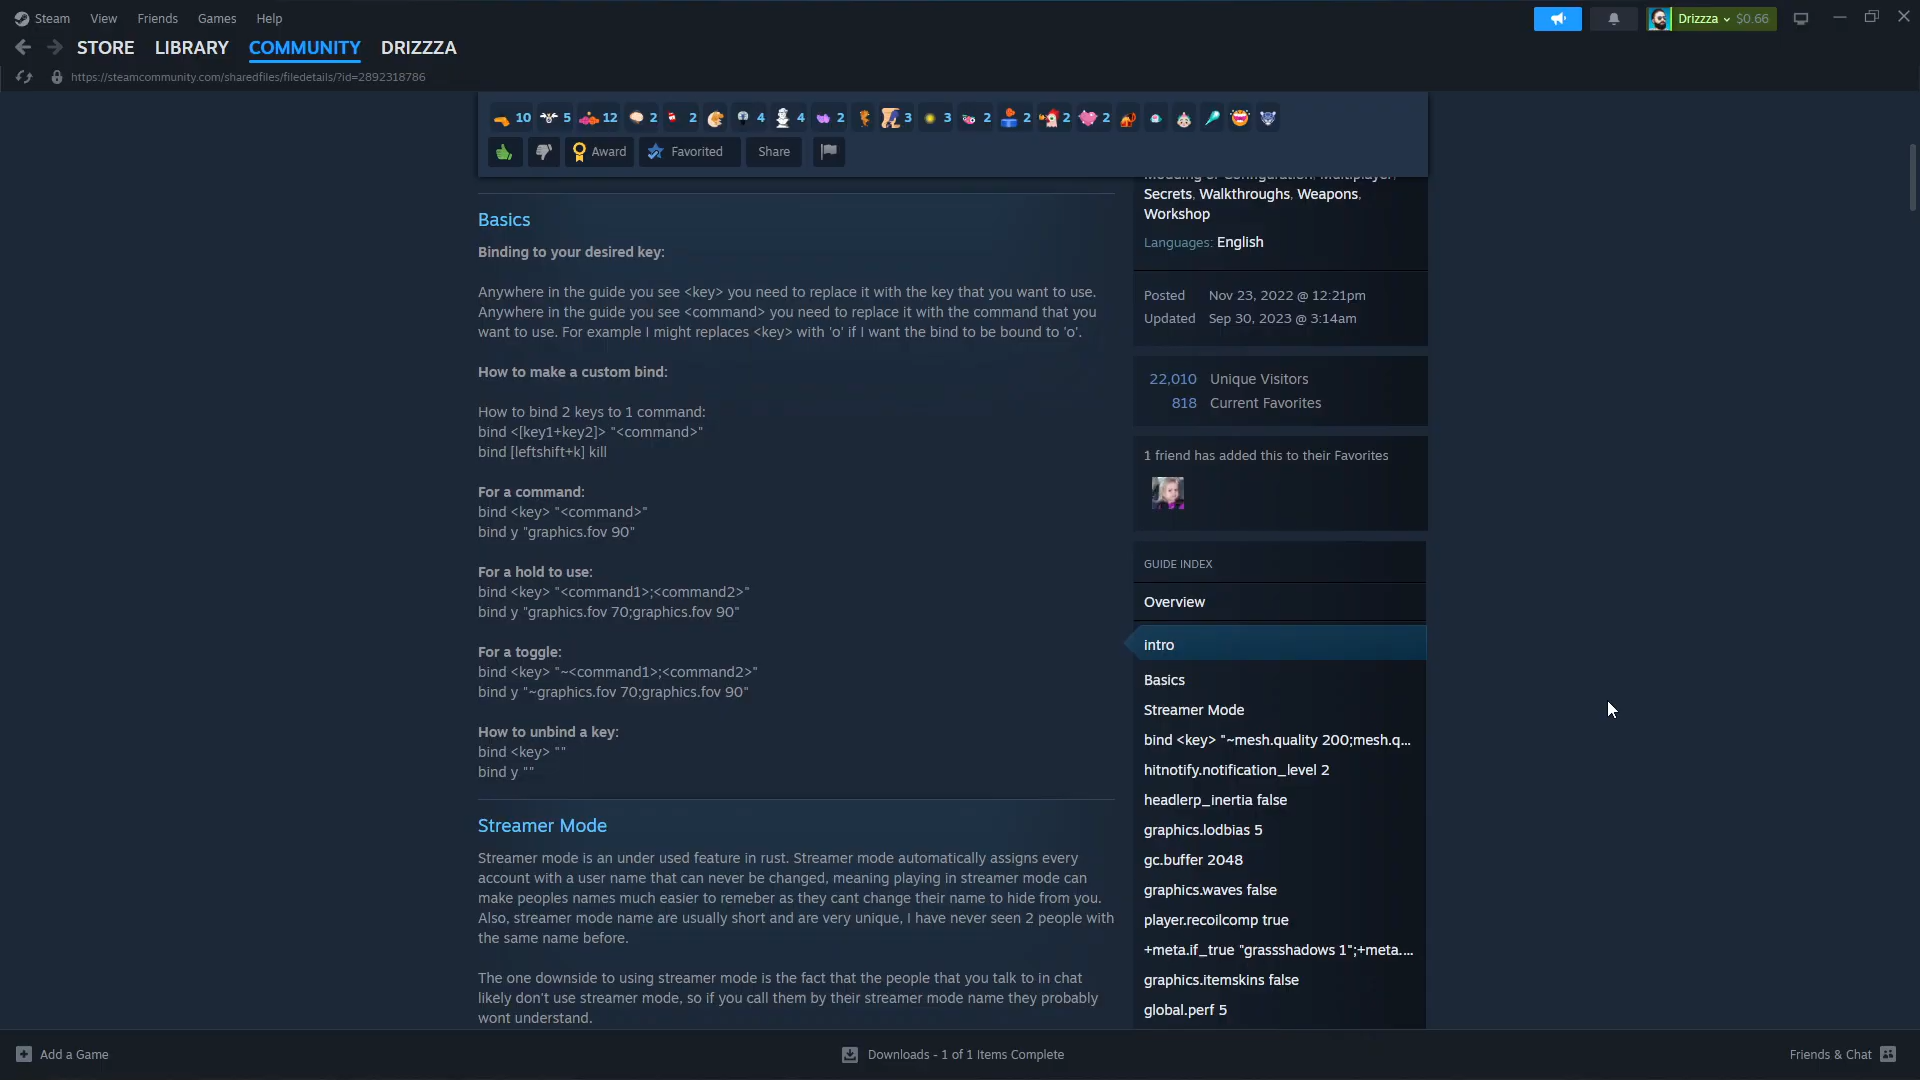 Steam View Friends Games Help
Drizzza $0.66
STORE LIBRARY COMMUNITY DRIZZZA
https://steamcommunity.com/sharedfiles/filedetails/?id=2892318786
10 5 12 2 2 4 4 2 3 3 2 2 2 2
Award Favorited Share
Basics
Binding to your desired key:
Anywhere in the guide you see <key> you need to replace it with the key that you want to use.
Anywhere in the guide you see <command> you need to replace it with the command that you
want to use. For example I might replaces <key> with 'o' if I want the bind to be bound to 'o'.
How to make a custom bind:
How to bind 2 keys to 1 command:
bind <[key1+key2]> "<command>"
bind [leftshift+k] kill
For a command:
bind <key> "<command>"
bind y "graphics.fov 90"
For a hold to use:
bind <key> "<command1>;<command2>"
bind y "graphics.fov 70;graphics.fov 90"
For a toggle:
bind <key> "~<command1>;<command2>"
bind y "~graphics.fov 70;graphics.fov 90"
How to unbind a key:
bind <key> ""
bind y ""
Streamer Mode
Streamer mode is an under used feature in rust. Streamer mode automatically assigns every
account with a user name that can never be changed, meaning playing in streamer mode can
make peoples names much easier to remeber as they cant change their name to hide from you.
Also, streamer mode name are usually short and are very unique, I have never seen 2 people with
the same name before.
The one downside to using streamer mode is the fact that the people that you talk to in chat
likely don't use streamer mode, so if you call them by their streamer mode name they probably
wont understand.
Modding or Configuration, Multiplayer,
Secrets, Walkthroughs, Weapons,
Workshop
Languages: English
Posted Nov 23, 2022 @ 12:21pm
Updated Sep 30, 2023 @ 3:14am
22,010 Unique Visitors
818 Current Favorites
1 friend has added this to their Favorites
GUIDE INDEX
Overview
intro
Basics
Streamer Mode
bind <key> "~mesh.quality 200;mesh.q...
hitnotify.notification_level 2
headlerp_inertia false
graphics.lodbias 5
gc.buffer 2048
graphics.waves false
player.recoilcomp true
+meta.if_true "grassshadows 1";+meta....
graphics.itemskins false
global.perf 5
Add a Game
Downloads - 1 of 1 Items Complete
Friends & Chat